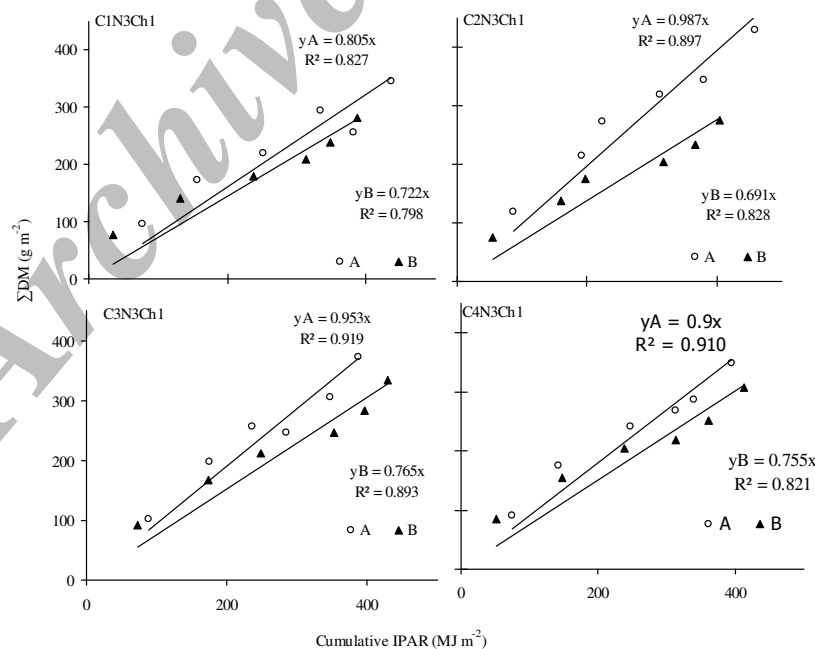 C1N3Ch1
yA = 0.805x
R² = 0.827
yB = 0.722x
R² = 0.798
A B
C2N3Ch1
yA = 0.987x
R² = 0.897
yB = 0.691x
R² = 0.828
A B
400
300
200
100
0
∑DM (g m⁻²)
C3N3Ch1
yA = 0.953x
R² = 0.919
yB = 0.765x
R² = 0.893
A B
C4N3Ch1
yA = 0.9x
R² = 0.910
yB = 0.755x
R² = 0.821
A B
400
300
200
100
0
0 200 400
0 200 400
Cumulative IPAR (MJ m⁻²)
Archive